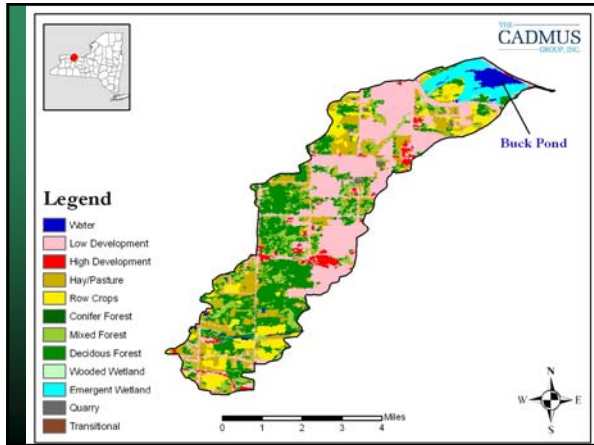 THE
CADMUS
GROUP, INC.
Buck Pond
Legend
Water
Low Development
High Development
Hay/Pasture
Row Crops
Conifer Forest
Mixed Forest
Decidous Forest
Wooded Wetland
Emergent Wetland
Quarry
Transitional
Miles
0 1 2 3 4
N
W E
S